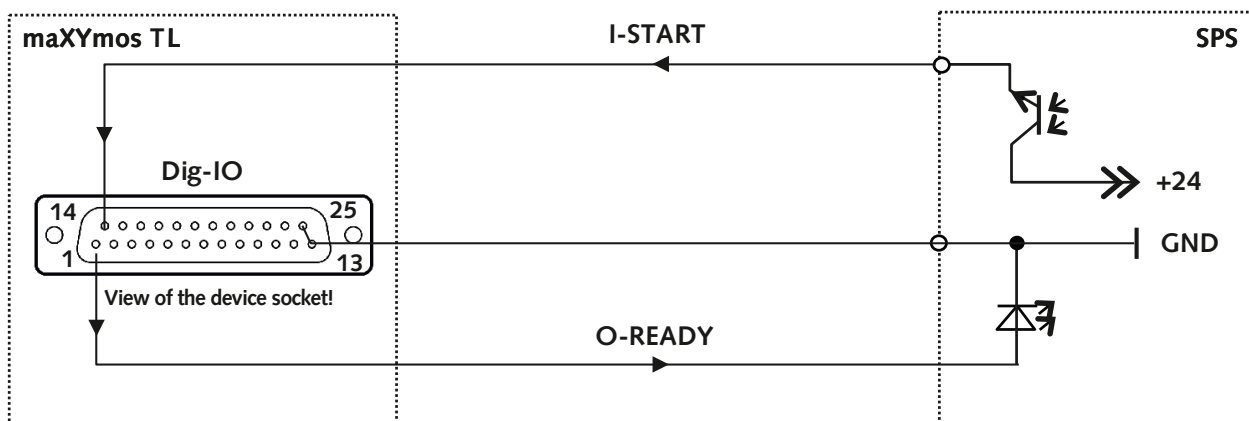 maXYmos TL
I-START
SPS
Dig-IO
14
25
+24
1
13
GND
View of the device socket!
O-READY